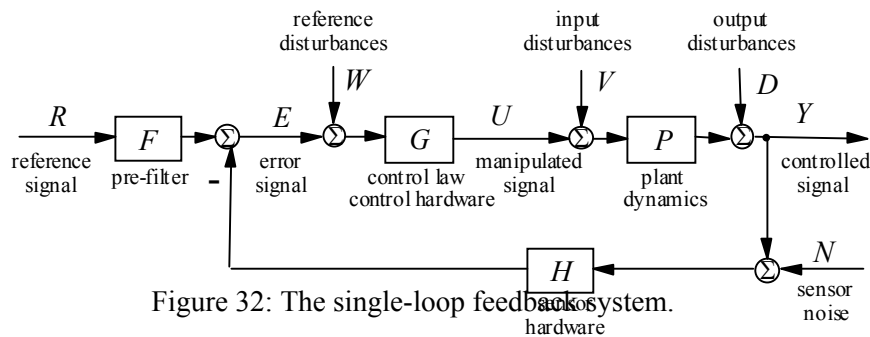 reference
disturbances
W
input
disturbances
V
output
disturbances
D
R
reference
signal
F
pre-filter
Σ
-
E
error
signal
Σ
G
control law
control hardware
U
manipulated
signal
Σ
P
plant
dynamics
Σ
Y
controlled
signal
H
sensor
hardware
Σ
N
sensor
noise
Figure 32: The single-loop feedback system.